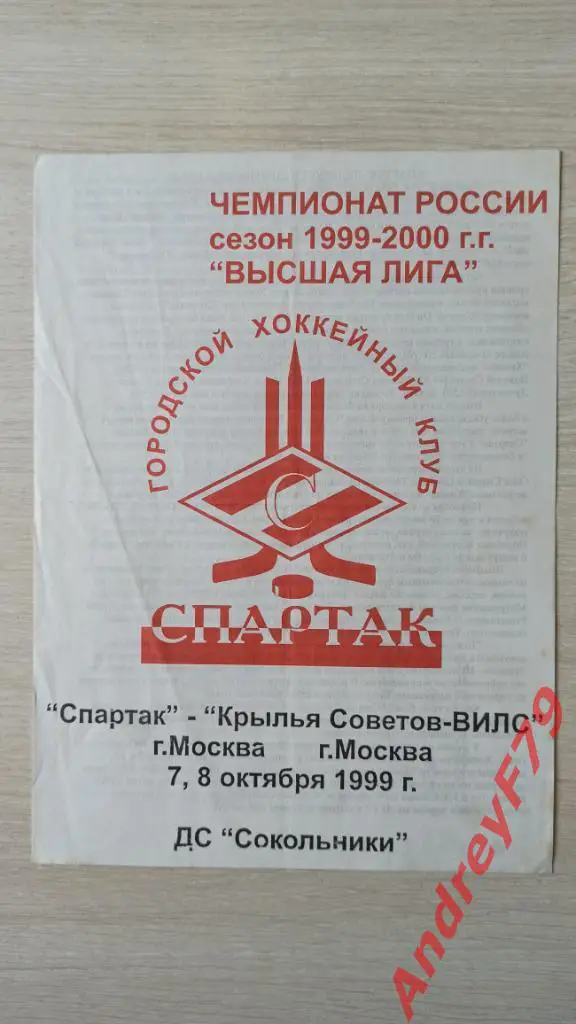 ЧЕМПИОНАТ РОССИИ
сезон 1999-2000 г.г.
“ВЫСШАЯ ЛИГА”
ГОРОДСКОЙ ХОККЕЙНЫЙ КЛУБ
С
СПАРТАК
“Спартак” - “Крылья Советов-ВИЛС”
г.Москва г.Москва
7, 8 октября 1999 г.
ДС “Сокольники”
AndreyF79